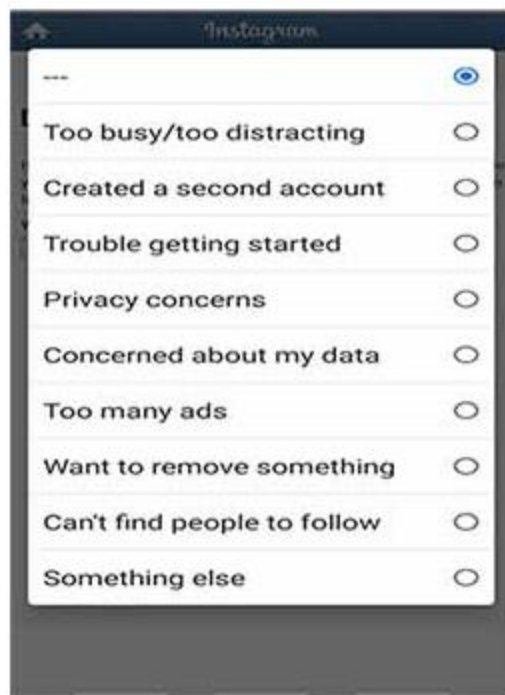 Instagram
---
Too busy/too distracting
Created a second account
Trouble getting started
Privacy concerns
Concerned about my data
Too many ads
Want to remove something
Can't find people to follow
Something else